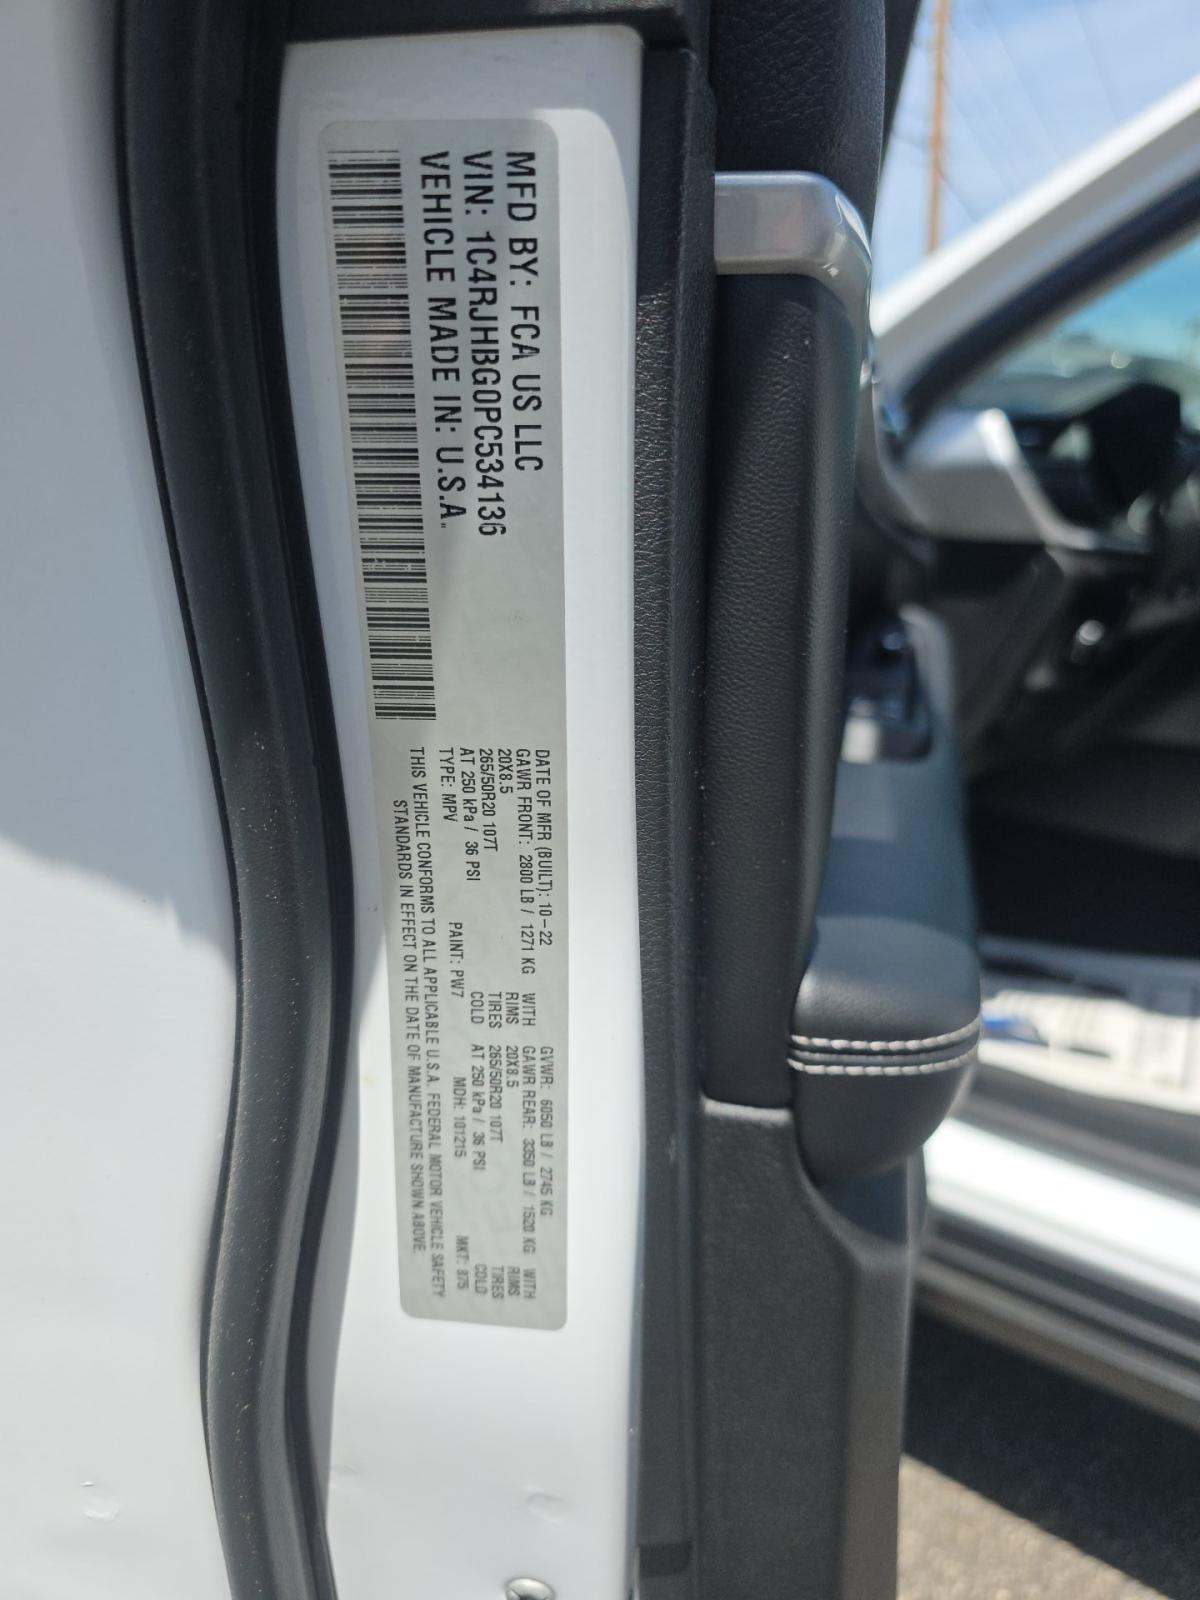 MFD BY: FCA US LLC
VIN: 1C4RJHBG0PC534136
VEHICLE MADE IN: U.S.A.
DATE OF MFR (BUILT): 10-22 GVWR: 6050 LB / 2745 KG
GAWR FRONT: 2800 LB / 1271 KG WITH GAWR REAR: 3350 LB / 1520 KG WITH
20X8.5 RIMS 20X8.5 RIMS
265/50R20 107T TIRES 265/50R20 107T TIRES
AT 250 kPa / 36 PSI COLD AT 250 kPa / 36 PSI COLD
TYPE: MPV PAINT: PW7 MDH: 101215 MKT: 875
THIS VEHICLE CONFORMS TO ALL APPLICABLE U.S.A. FEDERAL MOTOR VEHICLE SAFETY
STANDARDS IN EFFECT ON THE DATE OF MANUFACTURE SHOWN ABOVE.